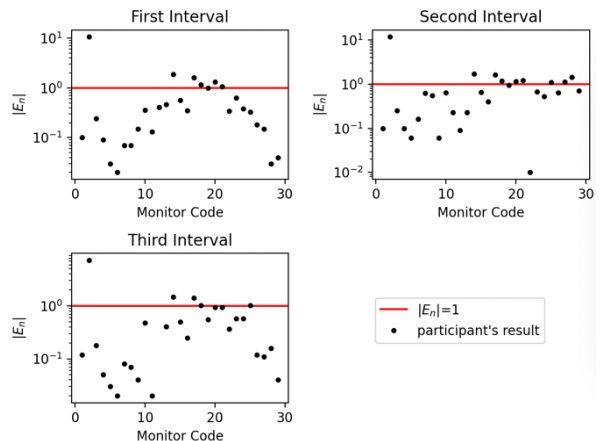 First Interval
|Eₙ|
10¹
10⁰
10⁻¹
0 10 20 30
Monitor Code
Second Interval
|Eₙ|
10¹
10⁰
10⁻¹
10⁻²
0 10 20 30
Monitor Code
Third Interval
|Eₙ|
10⁰
10⁻¹
0 10 20 30
Monitor Code
|Eₙ|=1
participant's result